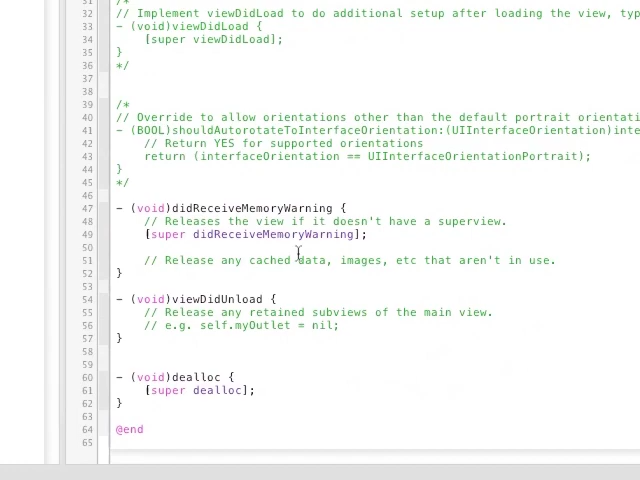 31 /*
32 // Implement viewDidLoad to do additional setup after loading the view, typ
33 - (void)viewDidLoad {
34 [super viewDidLoad];
35 }
36 */
37
38
39 /*
40 // Override to allow orientations other than the default portrait orientati
41 - (BOOL)shouldAutorotateToInterfaceOrientation:(UIInterfaceOrientation)inte
42 // Return YES for supported orientations
43 return (interfaceOrientation == UIInterfaceOrientationPortrait);
44 }
45 */
46
47 - (void)didReceiveMemoryWarning {
48 // Releases the view if it doesn't have a superview.
49 [super didReceiveMemoryWarning];
50
51 // Release any cached data, images, etc that aren't in use.
52 }
53
54 - (void)viewDidUnload {
55 // Release any retained subviews of the main view.
56 // e.g. self.myOutlet = nil;
57 }
58
59
60 - (void)dealloc {
61 [super dealloc];
62 }
63
64 @end
65